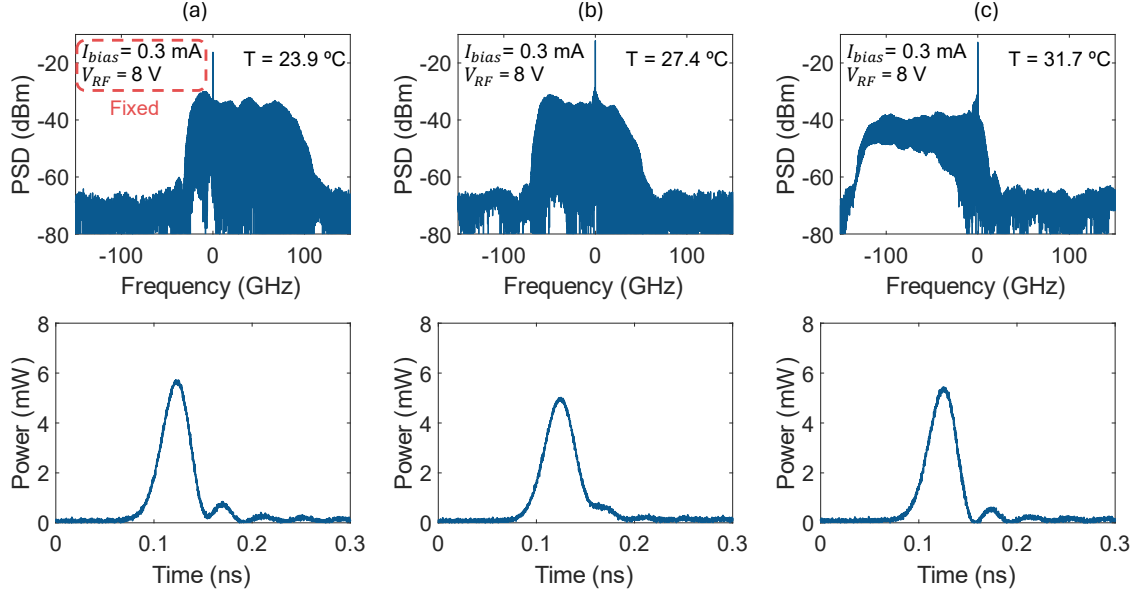 (a)
(b)
(c)
I_bias = 0.3 mA
V_RF = 8 V
T = 23.9 ºC
Fixed
PSD (dBm)
-20
-40
-60
-80
-100
0
100
Frequency (GHz)
I_bias = 0.3 mA
V_RF = 8 V
T = 27.4 ºC
PSD (dBm)
-20
-40
-60
-80
-100
0
100
Frequency (GHz)
I_bias = 0.3 mA
V_RF = 8 V
T = 31.7 ºC
PSD (dBm)
-20
-40
-60
-80
-100
0
100
Frequency (GHz)
Power (mW)
8
6
4
2
0
0
0.1
0.2
0.3
Time (ns)
Power (mW)
8
6
4
2
0
0
0.1
0.2
0.3
Time (ns)
Power (mW)
8
6
4
2
0
0
0.1
0.2
0.3
Time (ns)